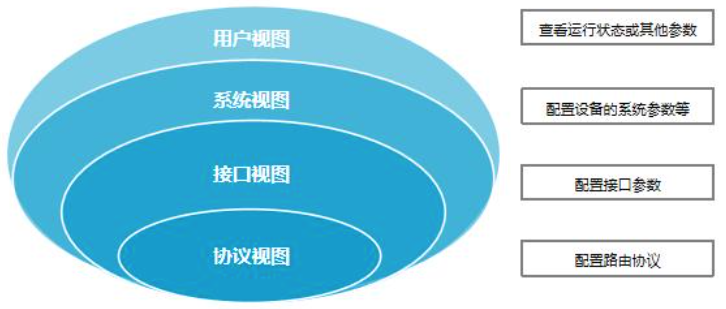 用户视图
查看运行状态或其他参数
系统视图
配置设备的系统参数等
接口视图
配置接口参数
协议视图
配置路由协议